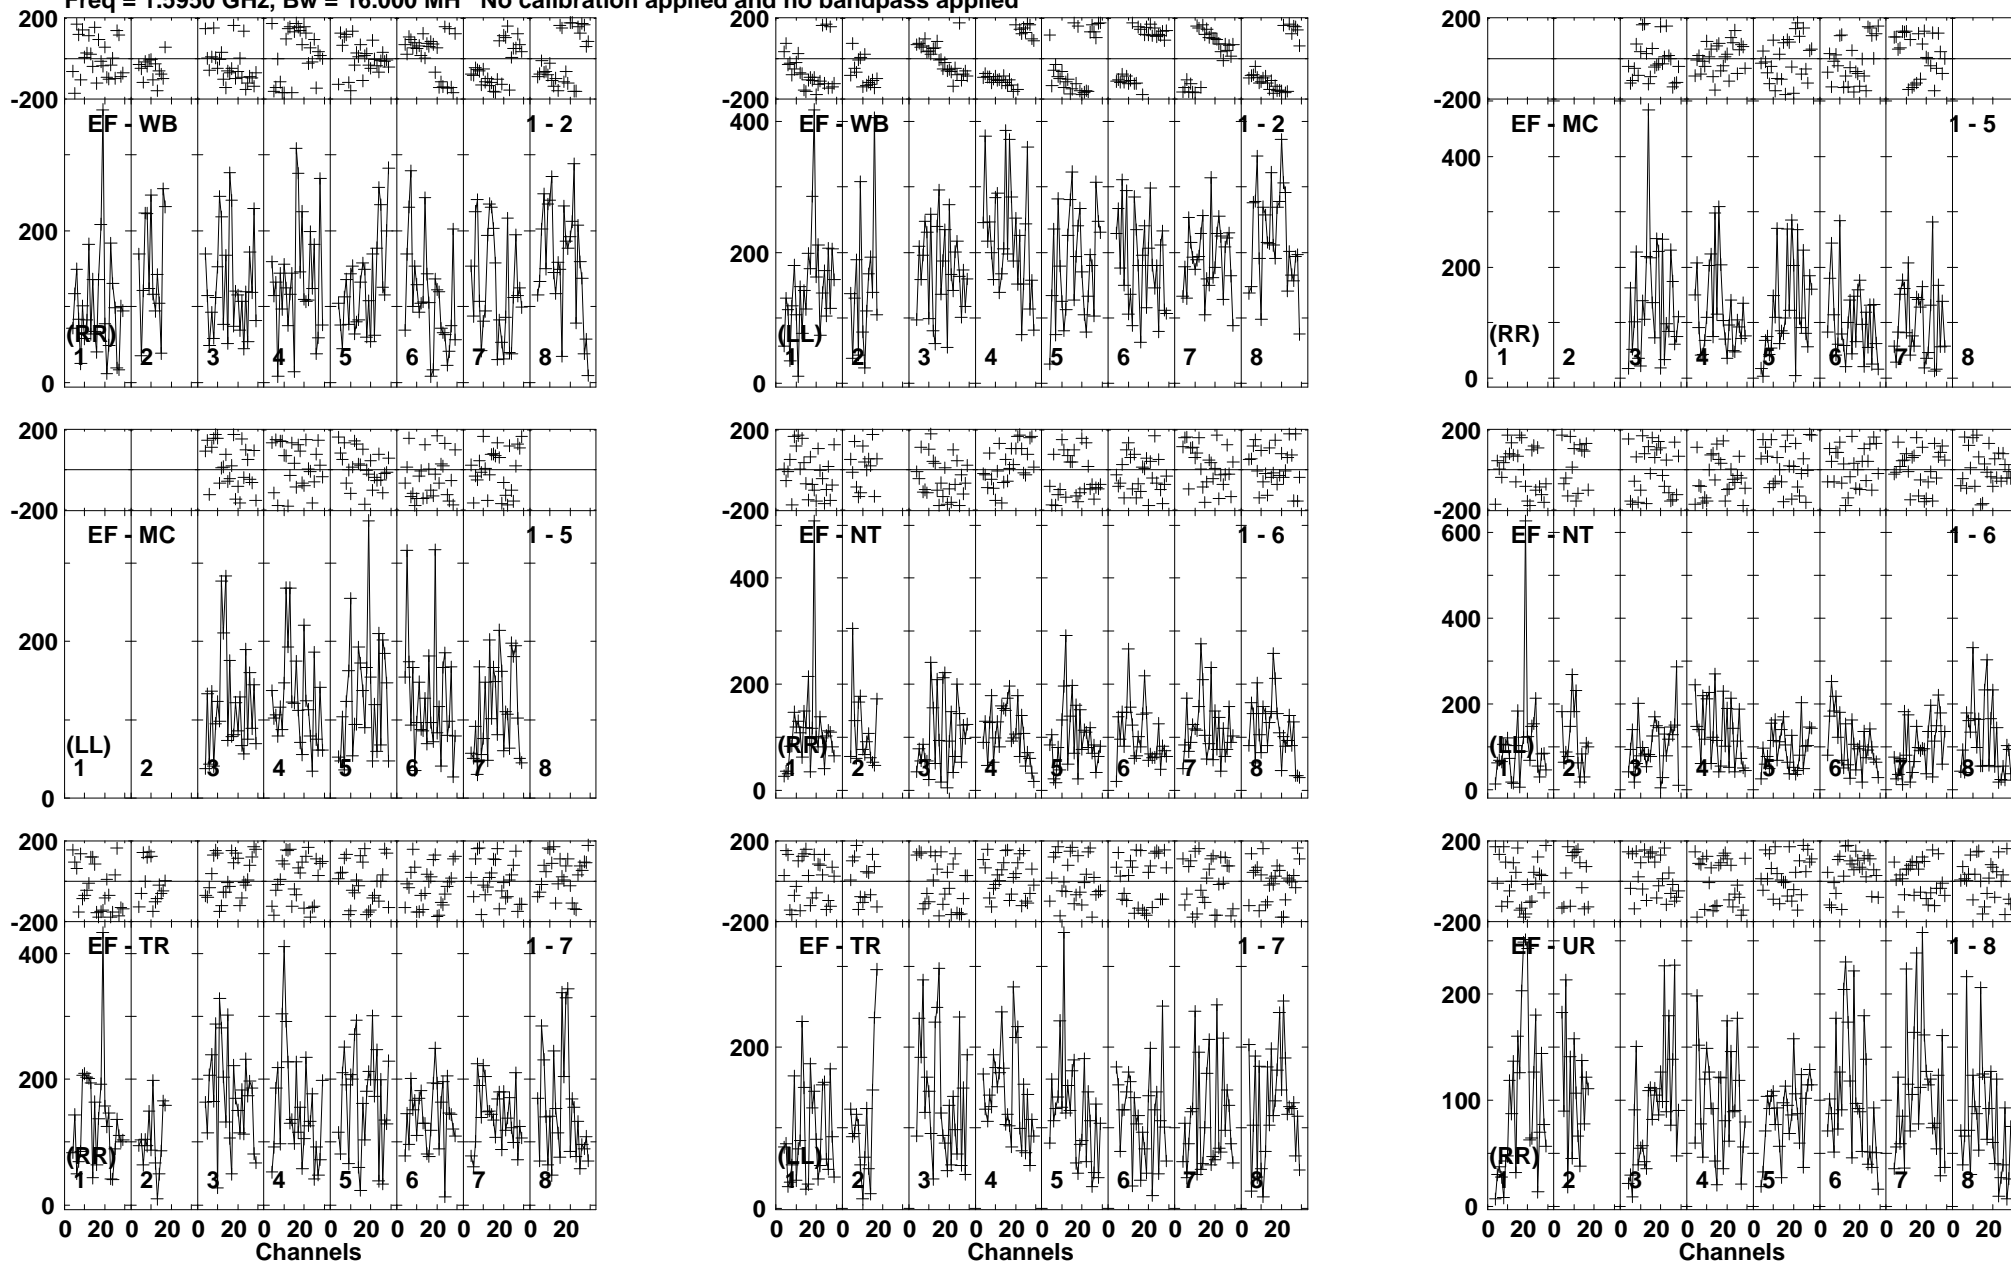 Freq = 1.5950 GHz, Bw = 16.000 MH No calibration applied and no bandpass applied
200 200 200
-200 -200 -200
EF - WB 1 - 2 EF - WB 1 - 2 EF - MC 1 - 5
400 400
200 200 200
(RR) (LL) (RR)
1 2 3 4 5 6 7 8 1 2 3 4 5 6 7 8 1 2 3 4 5 6 7 8
0 0 0
200 200 200
-200 -200 -200
EF - MC 1 - 5 EF - NT 1 - 6 EF - NT 1 - 6
600
400 400
200 200 200
(LL) (RR) (LL)
1 2 3 4 5 6 7 8 1 2 3 4 5 6 7 8 1 2 3 4 5 6 7 8
0 0 0
200 200 200
-200 -200 -200
EF - TR 1 - 7 EF - TR 1 - 7 EF - UR 1 - 8
400
200 200 200
100
(RR) (LL) (RR)
1 2 3 4 5 6 7 8 1 2 3 4 5 6 7 8 1 2 3 4 5 6 7 8
0 0 0
0 20 0 20 0 20 0 20 0 20 0 20 0 20 0 20 0 20 0 20 0 20 0 20 0 20 0 20 0 20 0 20 0 20 0 20 0 20 0 20 0 20 0 20 0 20 0 20
Channels Channels Channels